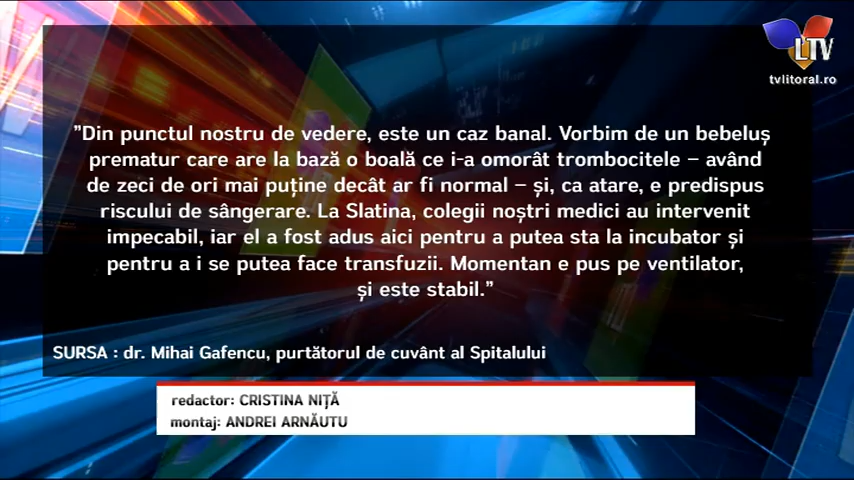 LTV
tvlitoral.ro
”Din punctul nostru de vedere, este un caz banal. Vorbim de un bebeluș
prematur care are la bază o boală ce i-a omorât trombocitele – având
de zeci de ori mai puține decât ar fi normal – și, ca atare, e predispus
riscului de sângerare. La Slatina, colegii noștri medici au intervenit
impecabil, iar el a fost adus aici pentru a putea sta la incubator și
pentru a i se putea face transfuzii. Momentan e pus pe ventilator,
și este stabil.”
SURSA : dr. Mihai Gafencu, purtătorul de cuvânt al Spitalului
redactor: CRISTINA NIȚĂ
montaj: ANDREI ARNĂUTU